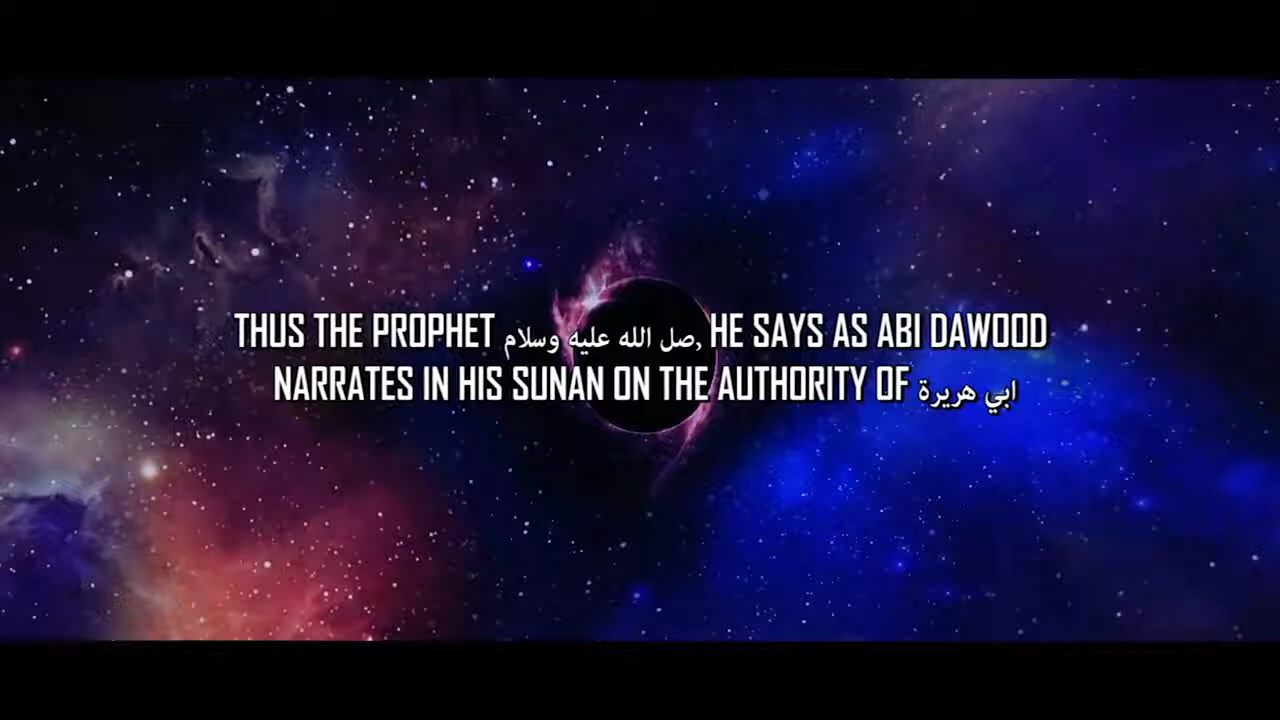 THUS THE PROPHET صل الله عليه وسلام, HE SAYS AS ABI DAWOOD
NARRATES IN HIS SUNAN ON THE AUTHORITY OF ابي هريرة